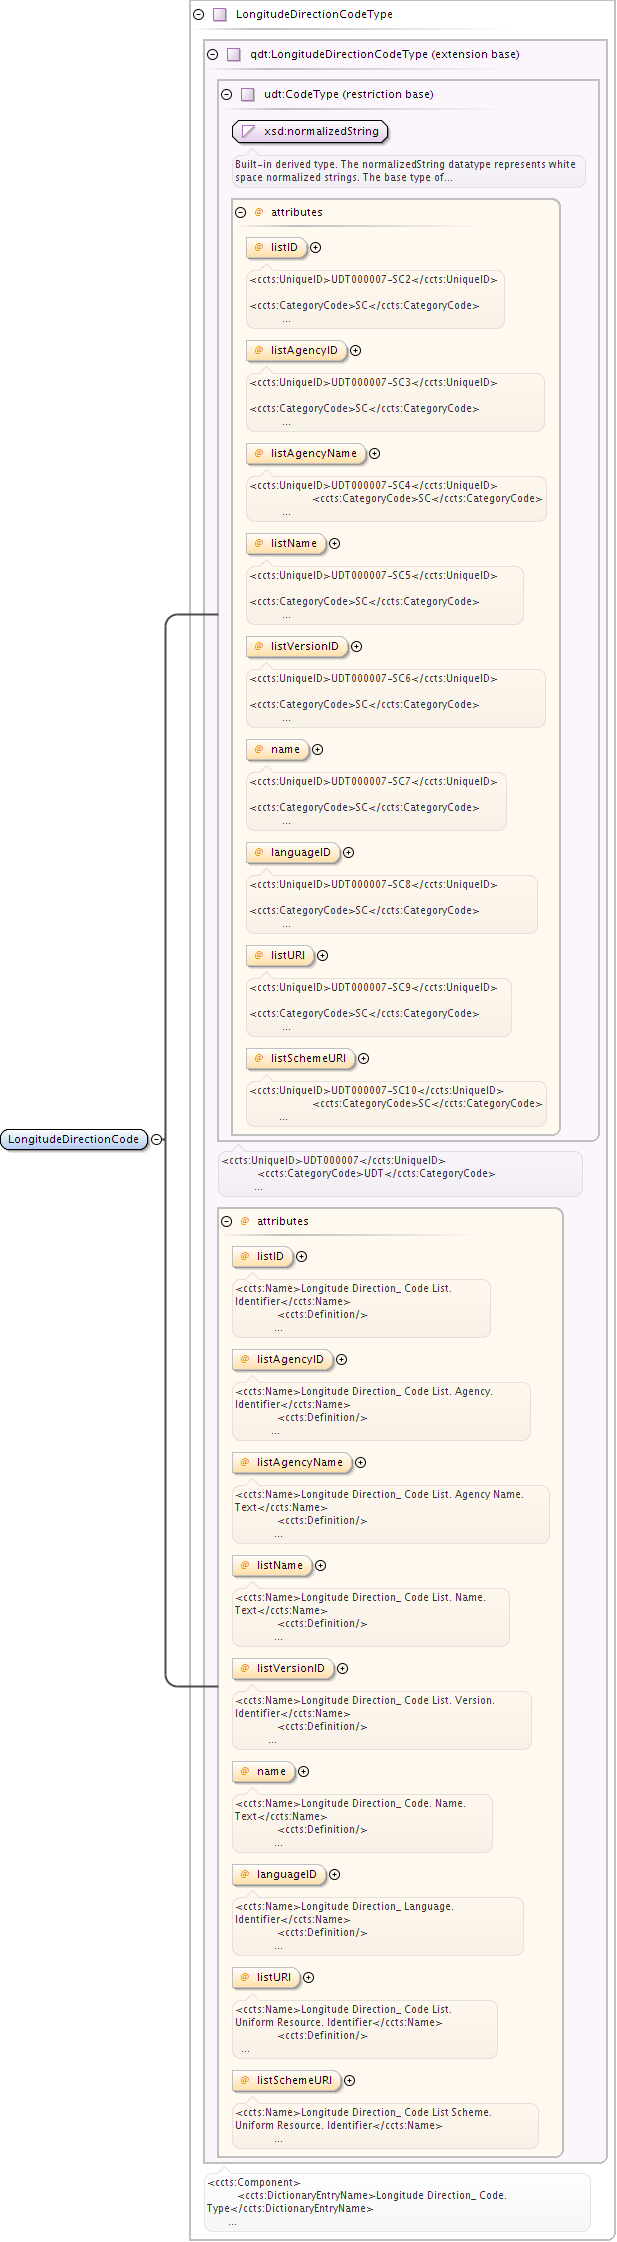 LongitudeDirectionCodeType
qdt:LongitudeDirectionCodeType (extension base)
udt:CodeType (restriction base)
xsd:normalizedString
Built-in derived type. The normalizedString datatype represents white
space normalized strings. The base type of...
@ attributes
@ listID
<ccts:UniqueID>UDT000007-SC2</ccts:UniqueID>
<ccts:CategoryCode>SC</ccts:CategoryCode>
...
@ listAgencyID
<ccts:UniqueID>UDT000007-SC3</ccts:UniqueID>
<ccts:CategoryCode>SC</ccts:CategoryCode>
...
@ listAgencyName
<ccts:UniqueID>UDT000007-SC4</ccts:UniqueID>
<ccts:CategoryCode>SC</ccts:CategoryCode>
...
@ listName
<ccts:UniqueID>UDT000007-SC5</ccts:UniqueID>
<ccts:CategoryCode>SC</ccts:CategoryCode>
...
@ listVersionID
<ccts:UniqueID>UDT000007-SC6</ccts:UniqueID>
<ccts:CategoryCode>SC</ccts:CategoryCode>
...
@ name
<ccts:UniqueID>UDT000007-SC7</ccts:UniqueID>
<ccts:CategoryCode>SC</ccts:CategoryCode>
...
@ languageID
<ccts:UniqueID>UDT000007-SC8</ccts:UniqueID>
<ccts:CategoryCode>SC</ccts:CategoryCode>
...
@ listURI
<ccts:UniqueID>UDT000007-SC9</ccts:UniqueID>
<ccts:CategoryCode>SC</ccts:CategoryCode>
...
@ listSchemeURI
<ccts:UniqueID>UDT000007-SC10</ccts:UniqueID>
<ccts:CategoryCode>SC</ccts:CategoryCode>
...
LongitudeDirectionCode
<ccts:UniqueID>UDT000007</ccts:UniqueID>
<ccts:CategoryCode>UDT</ccts:CategoryCode>
...
@ attributes
@ listID
<ccts:Name>Longitude Direction_ Code List.
Identifier</ccts:Name>
<ccts:Definition/>
...
@ listAgencyID
<ccts:Name>Longitude Direction_ Code List. Agency.
Identifier</ccts:Name>
<ccts:Definition/>
...
@ listAgencyName
<ccts:Name>Longitude Direction_ Code List. Agency Name.
Text</ccts:Name>
<ccts:Definition/>
...
@ listName
<ccts:Name>Longitude Direction_ Code List. Name.
Text</ccts:Name>
<ccts:Definition/>
...
@ listVersionID
<ccts:Name>Longitude Direction_ Code List. Version.
Identifier</ccts:Name>
<ccts:Definition/>
...
@ name
<ccts:Name>Longitude Direction_ Code. Name.
Text</ccts:Name>
<ccts:Definition/>
...
@ languageID
<ccts:Name>Longitude Direction_ Language.
Identifier</ccts:Name>
<ccts:Definition/>
...
@ listURI
<ccts:Name>Longitude Direction_ Code List.
Uniform Resource. Identifier</ccts:Name>
<ccts:Definition/>
...
@ listSchemeURI
<ccts:Name>Longitude Direction_ Code List Scheme.
Uniform Resource. Identifier</ccts:Name>
...
<ccts:Component>
<ccts:DictionaryEntryName>Longitude Direction_ Code.
Type</ccts:DictionaryEntryName>
...